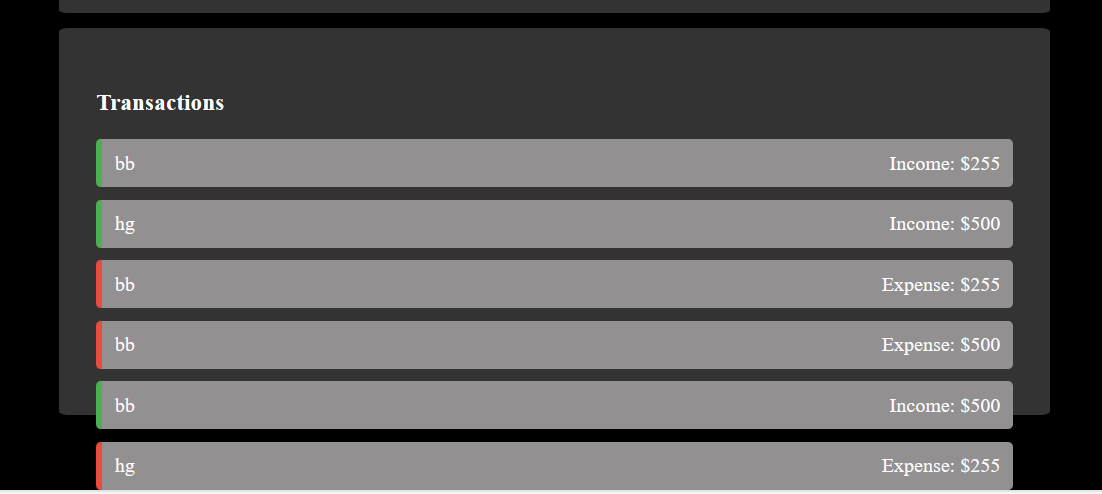 Transactions
bb Income: $255
hg Income: $500
bb Expense: $255
bb Expense: $500
bb Income: $500
hg Expense: $255